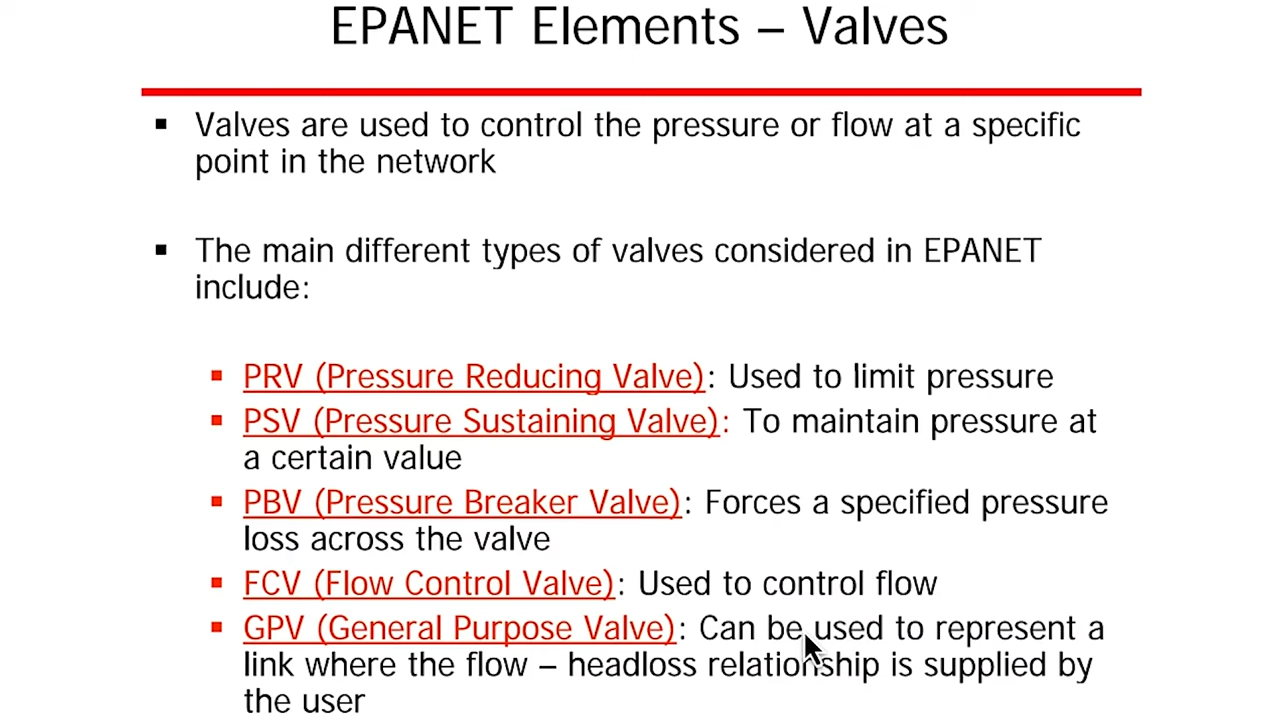 EPANET Elements – Valves
Valves are used to control the pressure or flow at a specific
point in the network
The main different types of valves considered in EPANET
include:
PRV (Pressure Reducing Valve): Used to limit pressure
PSV (Pressure Sustaining Valve): To maintain pressure at
a certain value
PBV (Pressure Breaker Valve): Forces a specified pressure
loss across the valve
FCV (Flow Control Valve): Used to control flow
GPV (General Purpose Valve): Can be used to represent a
link where the flow – headloss relationship is supplied by
the user